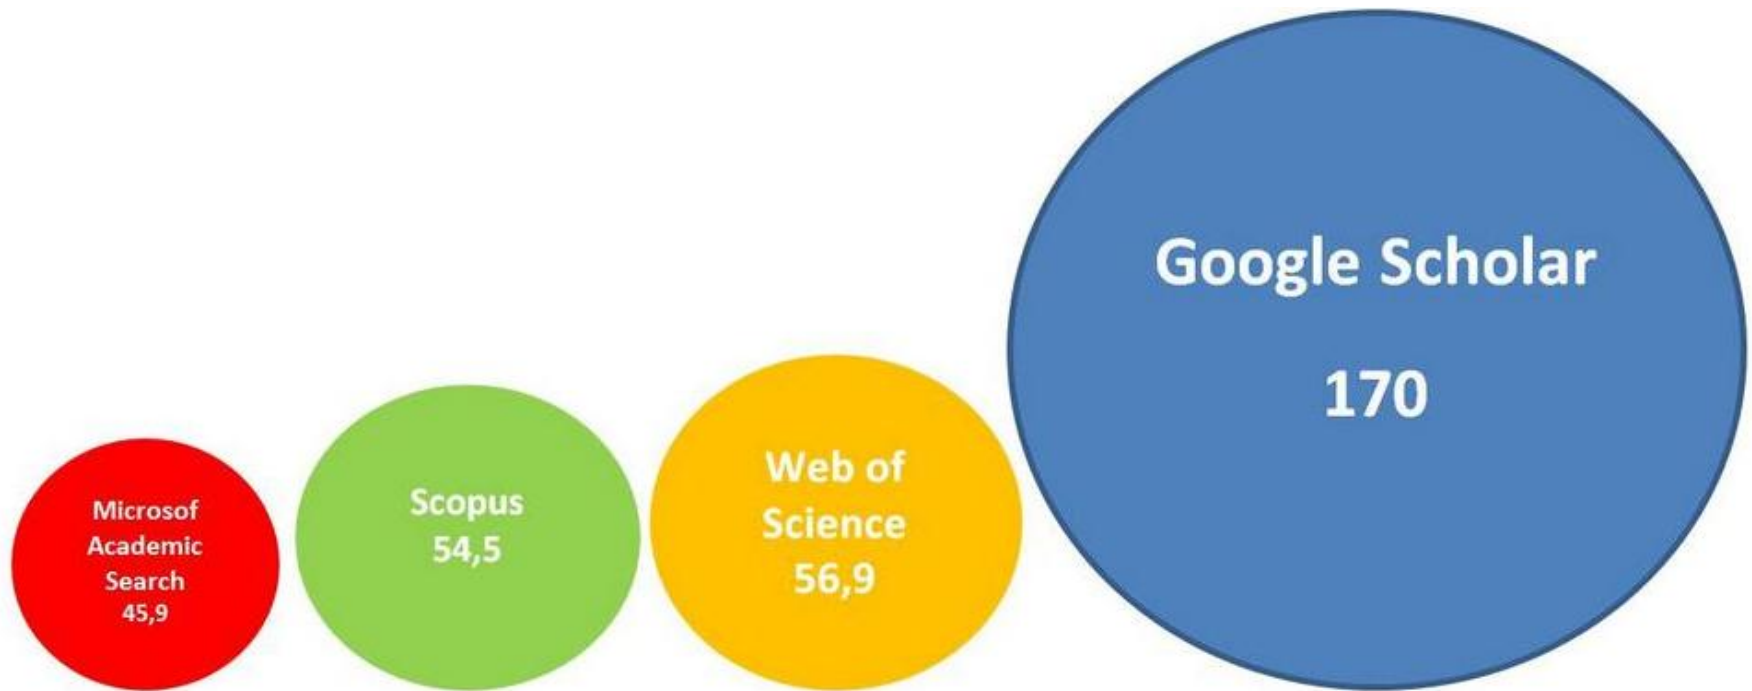 Microsof
Academic
Search
45,9
Scopus
54,5
Web of
Science
56,9
Google Scholar
170